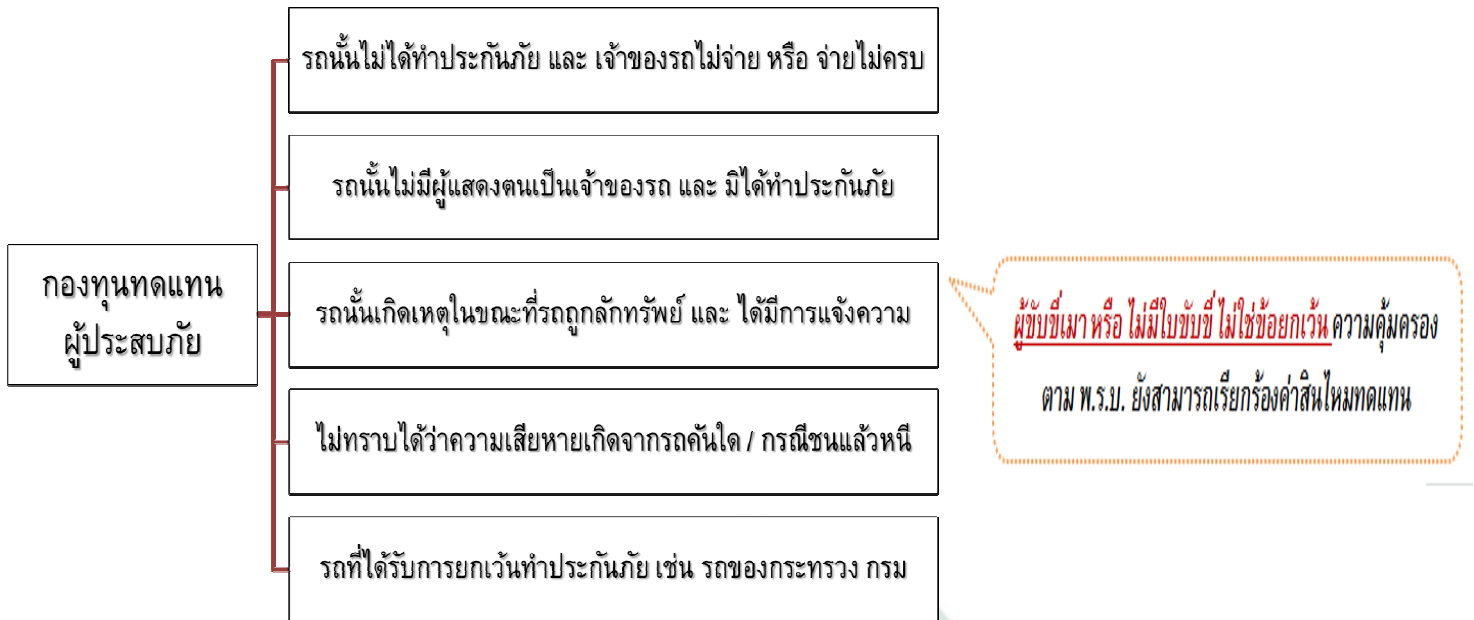 กองทุนทดแทน
ผู้ประสบภัย
รถนั้นไม่ได้ทำประกันภัย และ เจ้าของรถไม่จ่าย หรือ จ่ายไม่ครบ
รถนั้นไม่มีผู้แสดงตนเป็นเจ้าของรถ และ มิได้ทำประกันภัย
รถนั้นเกิดเหตุในขณะที่รถถูกลักทรัพย์ และ ได้มีการแจ้งความ
ไม่ทราบได้ว่าความเสียหายเกิดจากรถคันใด / กรณีชนแล้วหนี
รถที่ได้รับการยกเว้นทำประกันภัย เช่น รถของกระทรวง กรม
ผู้ขับขี่เมา หรือ ไม่มีใบขับขี่ ไม่ใช่ข้อยกเว้น ความคุ้มครอง
ตาม พ.ร.บ. ยังสามารถเรียกร้องค่าสินไหมทดแทน